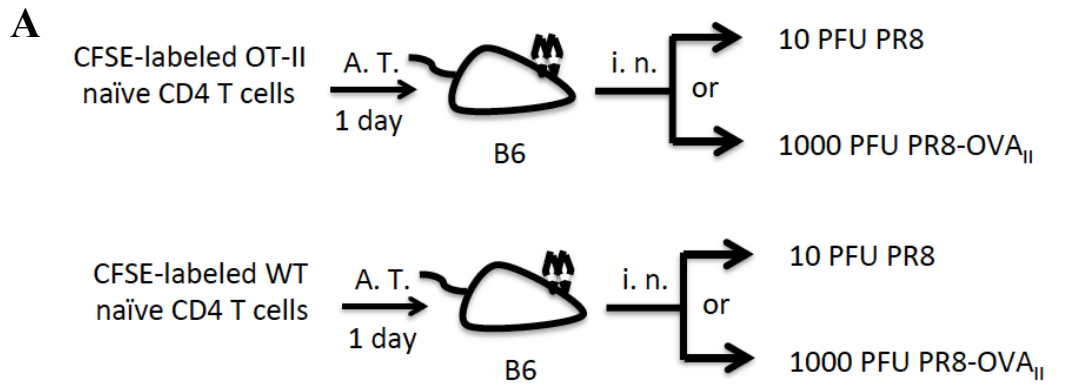 A
CFSE-labeled OT-II
naïve CD4 T cells
A. T.
1 day
B6
i. n.
or
10 PFU PR8
1000 PFU PR8-OVAII
CFSE-labeled WT
naïve CD4 T cells
A. T.
1 day
B6
i. n.
or
10 PFU PR8
1000 PFU PR8-OVAII